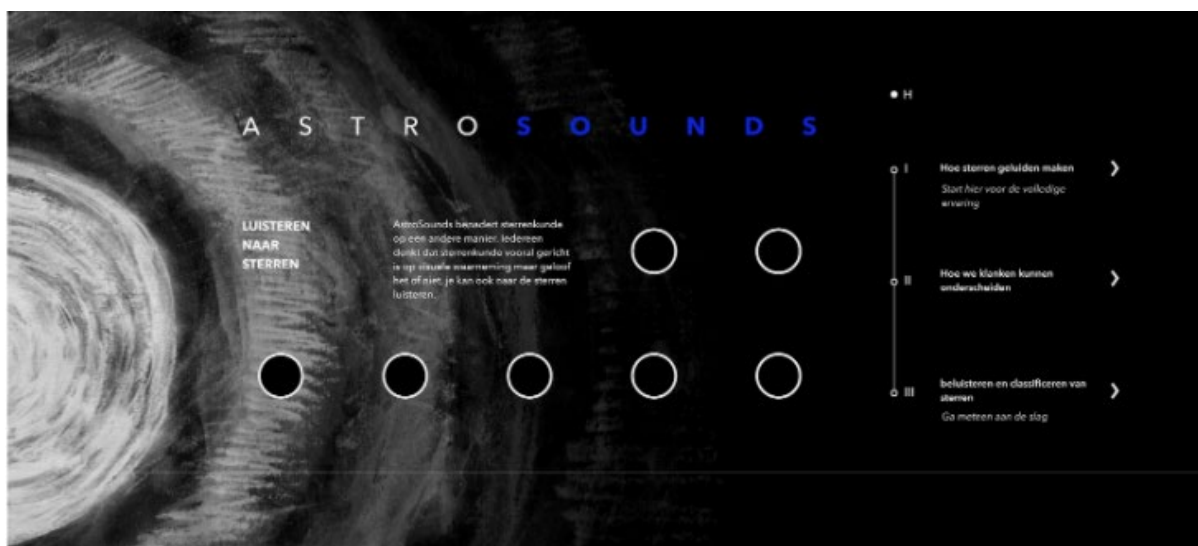 ASTROSOUNDS
LUISTEREN
NAAR
STERREN
AstroSounds benadert sterrenkunde
op een andere manier. Iedereen
denkt dat sterrenkunde vooral gericht
is op visuele waarneming maar geloof
het of niet, je kan ook naar de sterren
luisteren.
H
I
Hoe sterren geluiden maken
Start hier voor de volledige
ervaring
II
Hoe we klanken kunnen
onderscheiden
III
beluisteren en classificeren van
sterren
Ga meteen aan de slag